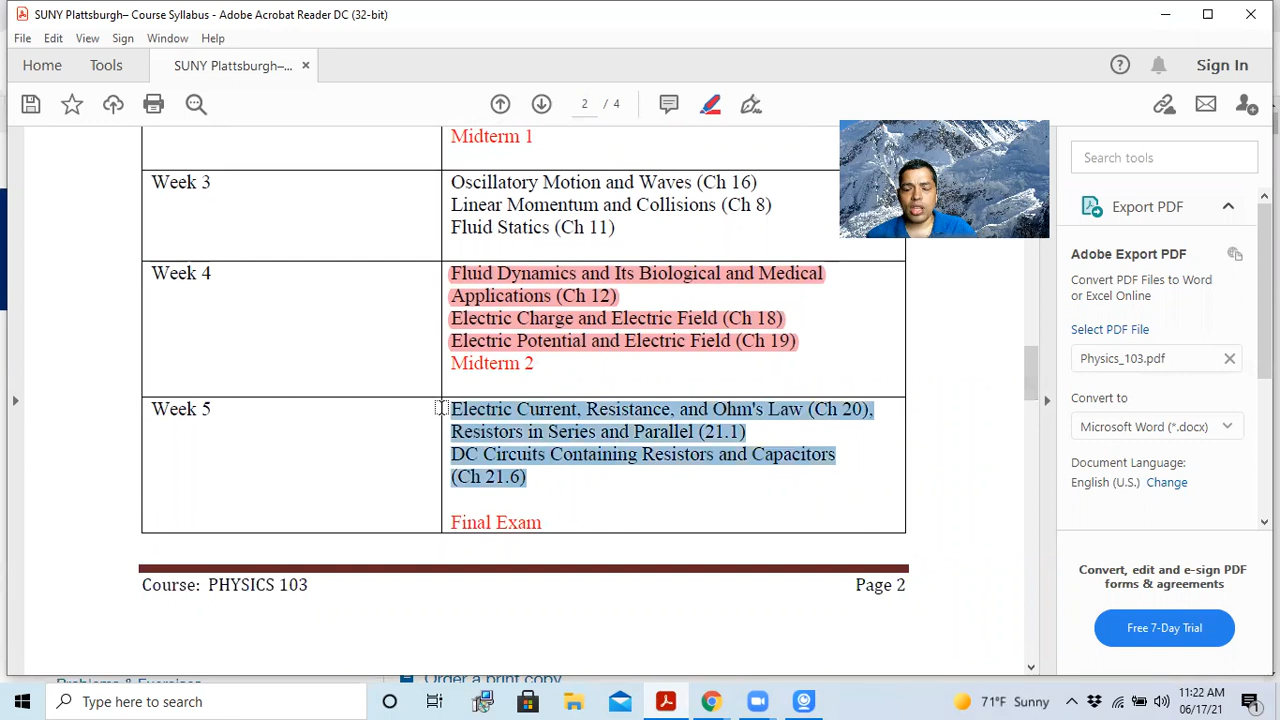 SUNY Plattsburgh– Course Syllabus - Adobe Acrobat Reader DC (32-bit)
File Edit View Sign Window Help
Home Tools SUNY Plattsburgh–... × Sign In
2 / 4
Midterm 1
Week 3
Oscillatory Motion and Waves (Ch 16)
Linear Momentum and Collisions (Ch 8)
Fluid Statics (Ch 11)
Week 4
Fluid Dynamics and Its Biological and Medical
Applications (Ch 12)
Electric Charge and Electric Field (Ch 18)
Electric Potential and Electric Field (Ch 19)
Midterm 2
Week 5
Electric Current, Resistance, and Ohm's Law (Ch 20),
Resistors in Series and Parallel (21.1)
DC Circuits Containing Resistors and Capacitors
(Ch 21.6)
Final Exam
Course: PHYSICS 103 Page 2
Search tools
Export PDF
Adobe Export PDF
Convert PDF Files to Word
or Excel Online
Select PDF File
Physics_103.pdf
Convert to
Microsoft Word (*.docx)
Document Language:
English (U.S.) Change
Convert, edit and e-sign PDF
forms & agreements
Free 7-Day Trial
Problems & Exercises
Order a print copy
Type here to search
71°F Sunny
11:22 AM
06/17/21
1